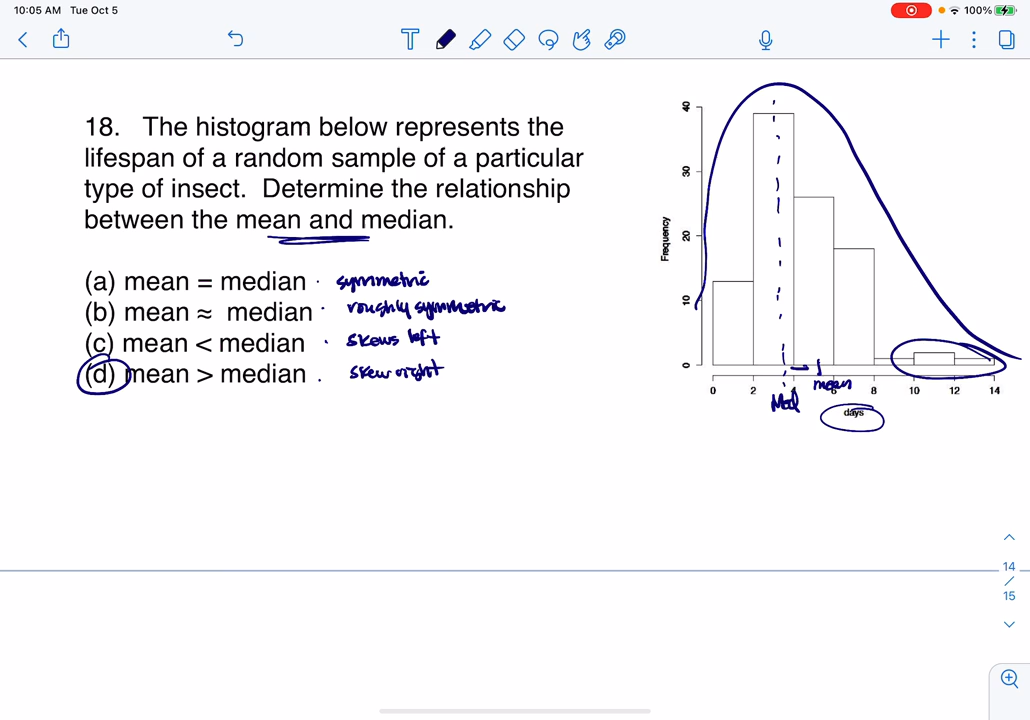 10:05 AM Tue Oct 5
100%
T
18. The histogram below represents the
lifespan of a random sample of a particular
type of insect. Determine the relationship
between the mean and median.
(a) mean = median · symmetric
(b) mean ≈ median · roughly symmetric
(c) mean < median · skews left
(d) mean > median . skew right
Frequency
40
30
20
10
0
0 2 4 6 8 10 12 14
mean
Med
days
14
/
15